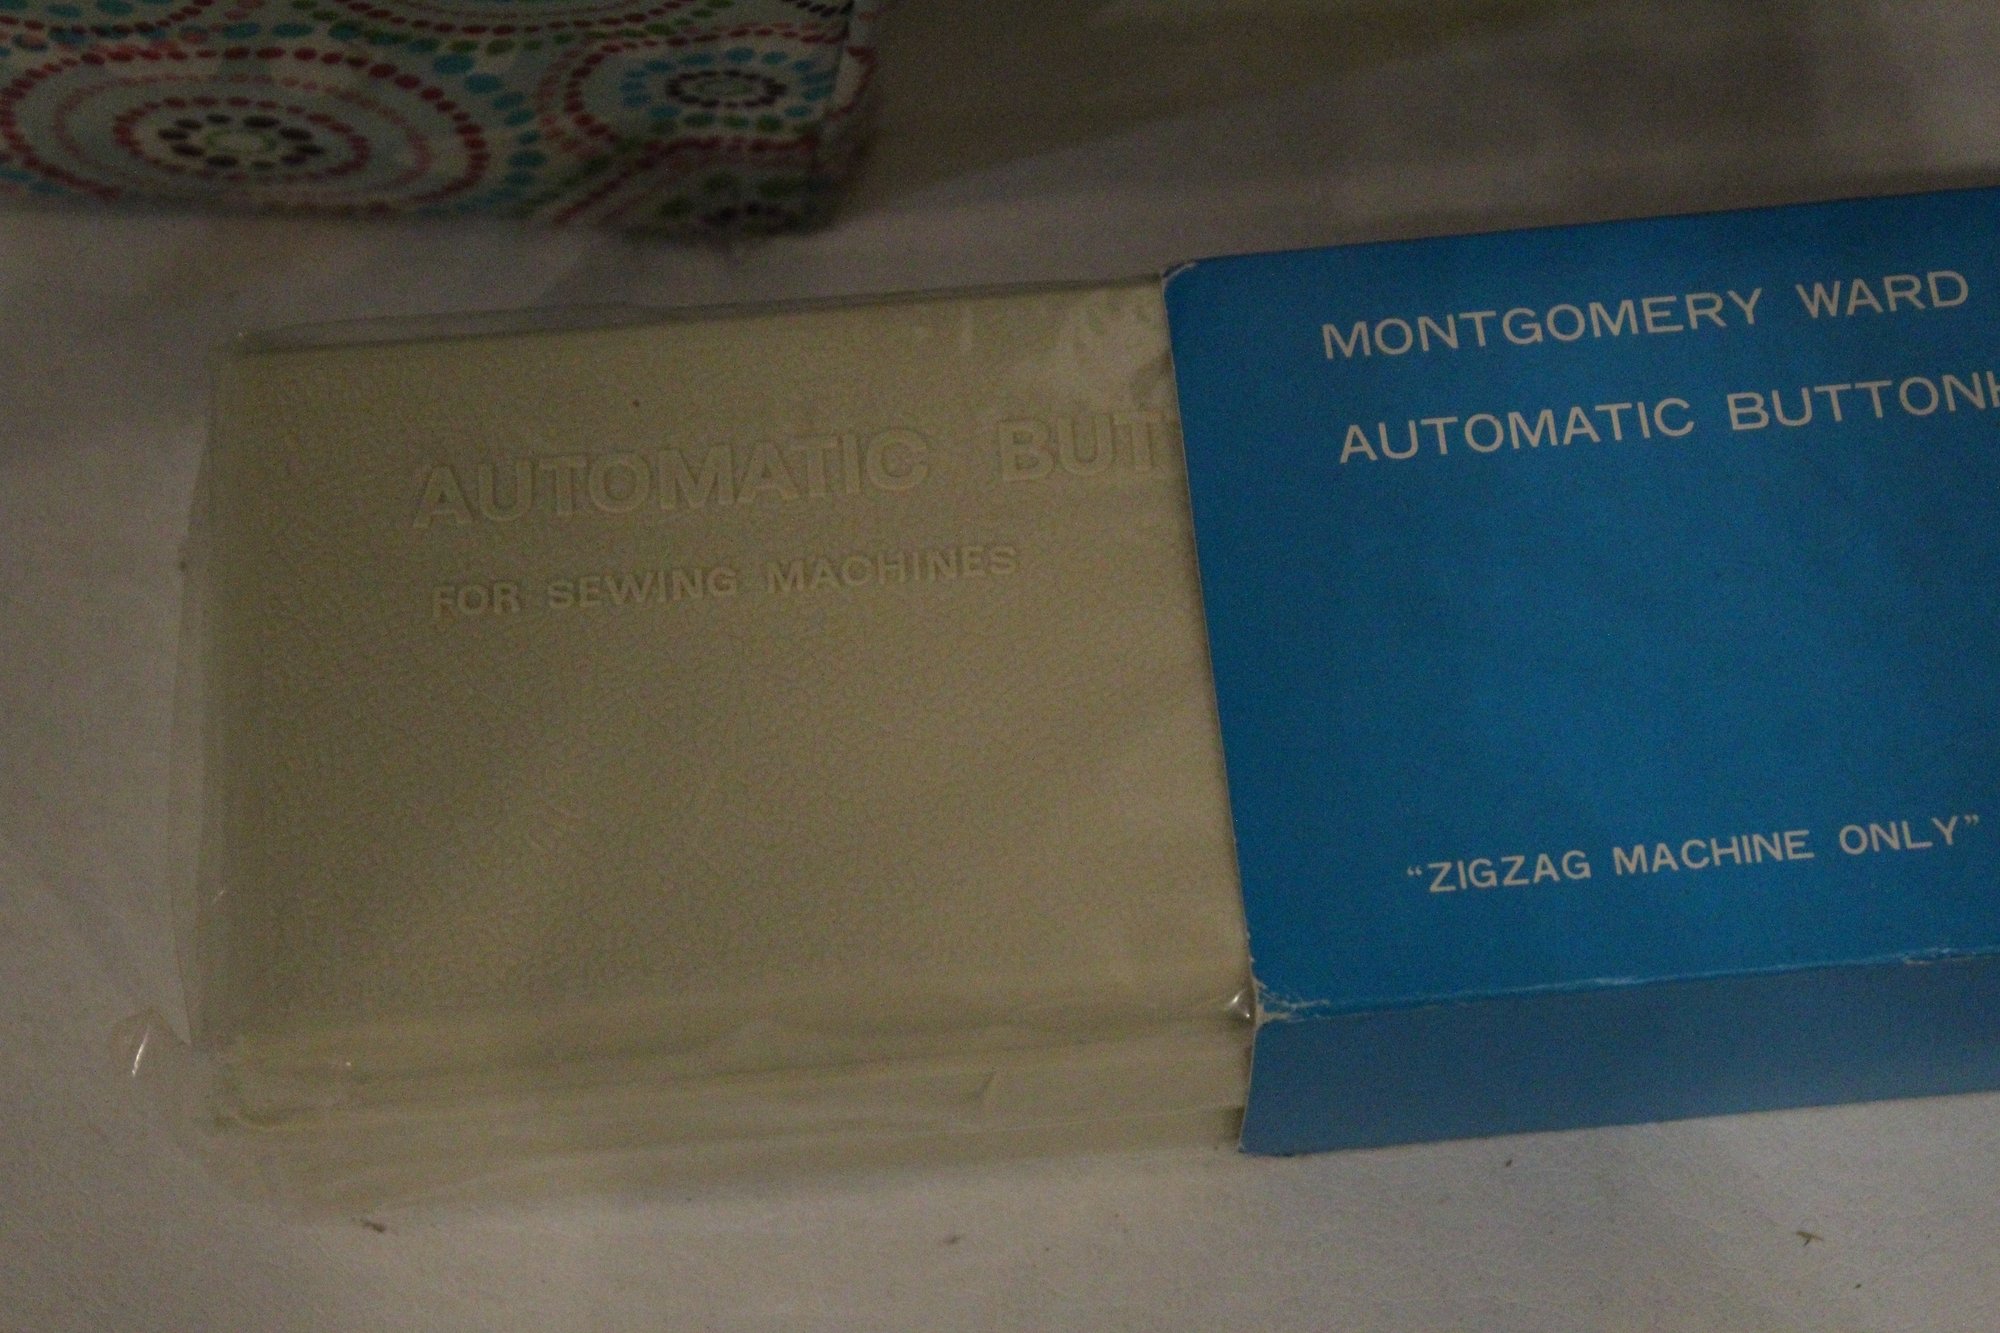 MONTGOMERY WARD
AUTOMATIC BUTTONH
"ZIGZAG MACHINE ONLY"
AUTOMATIC BUT
FOR SEWING MACHINES